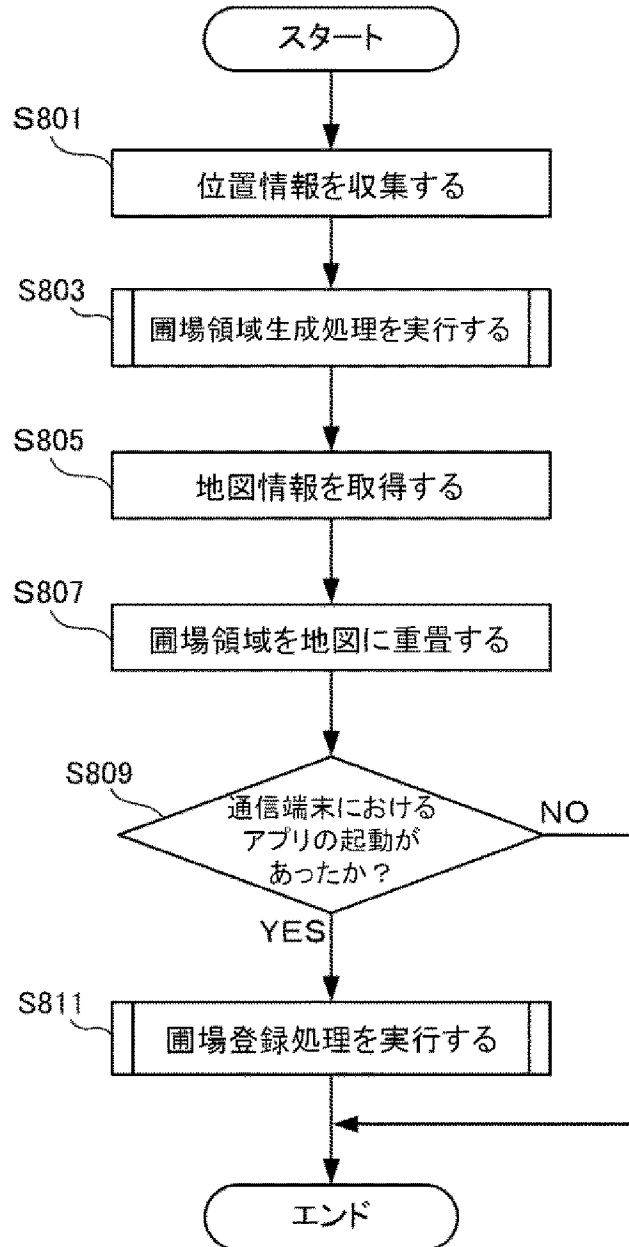 スタート
S801
位置情報を収集する
S803
圃場領域生成処理を実行する
S805
地図情報を取得する
S807
圃場領域を地図に重畳する
S809
通信端末における
アプリの起動が
あったか？
NO
YES
S811
圃場登録処理を実行する
エンド